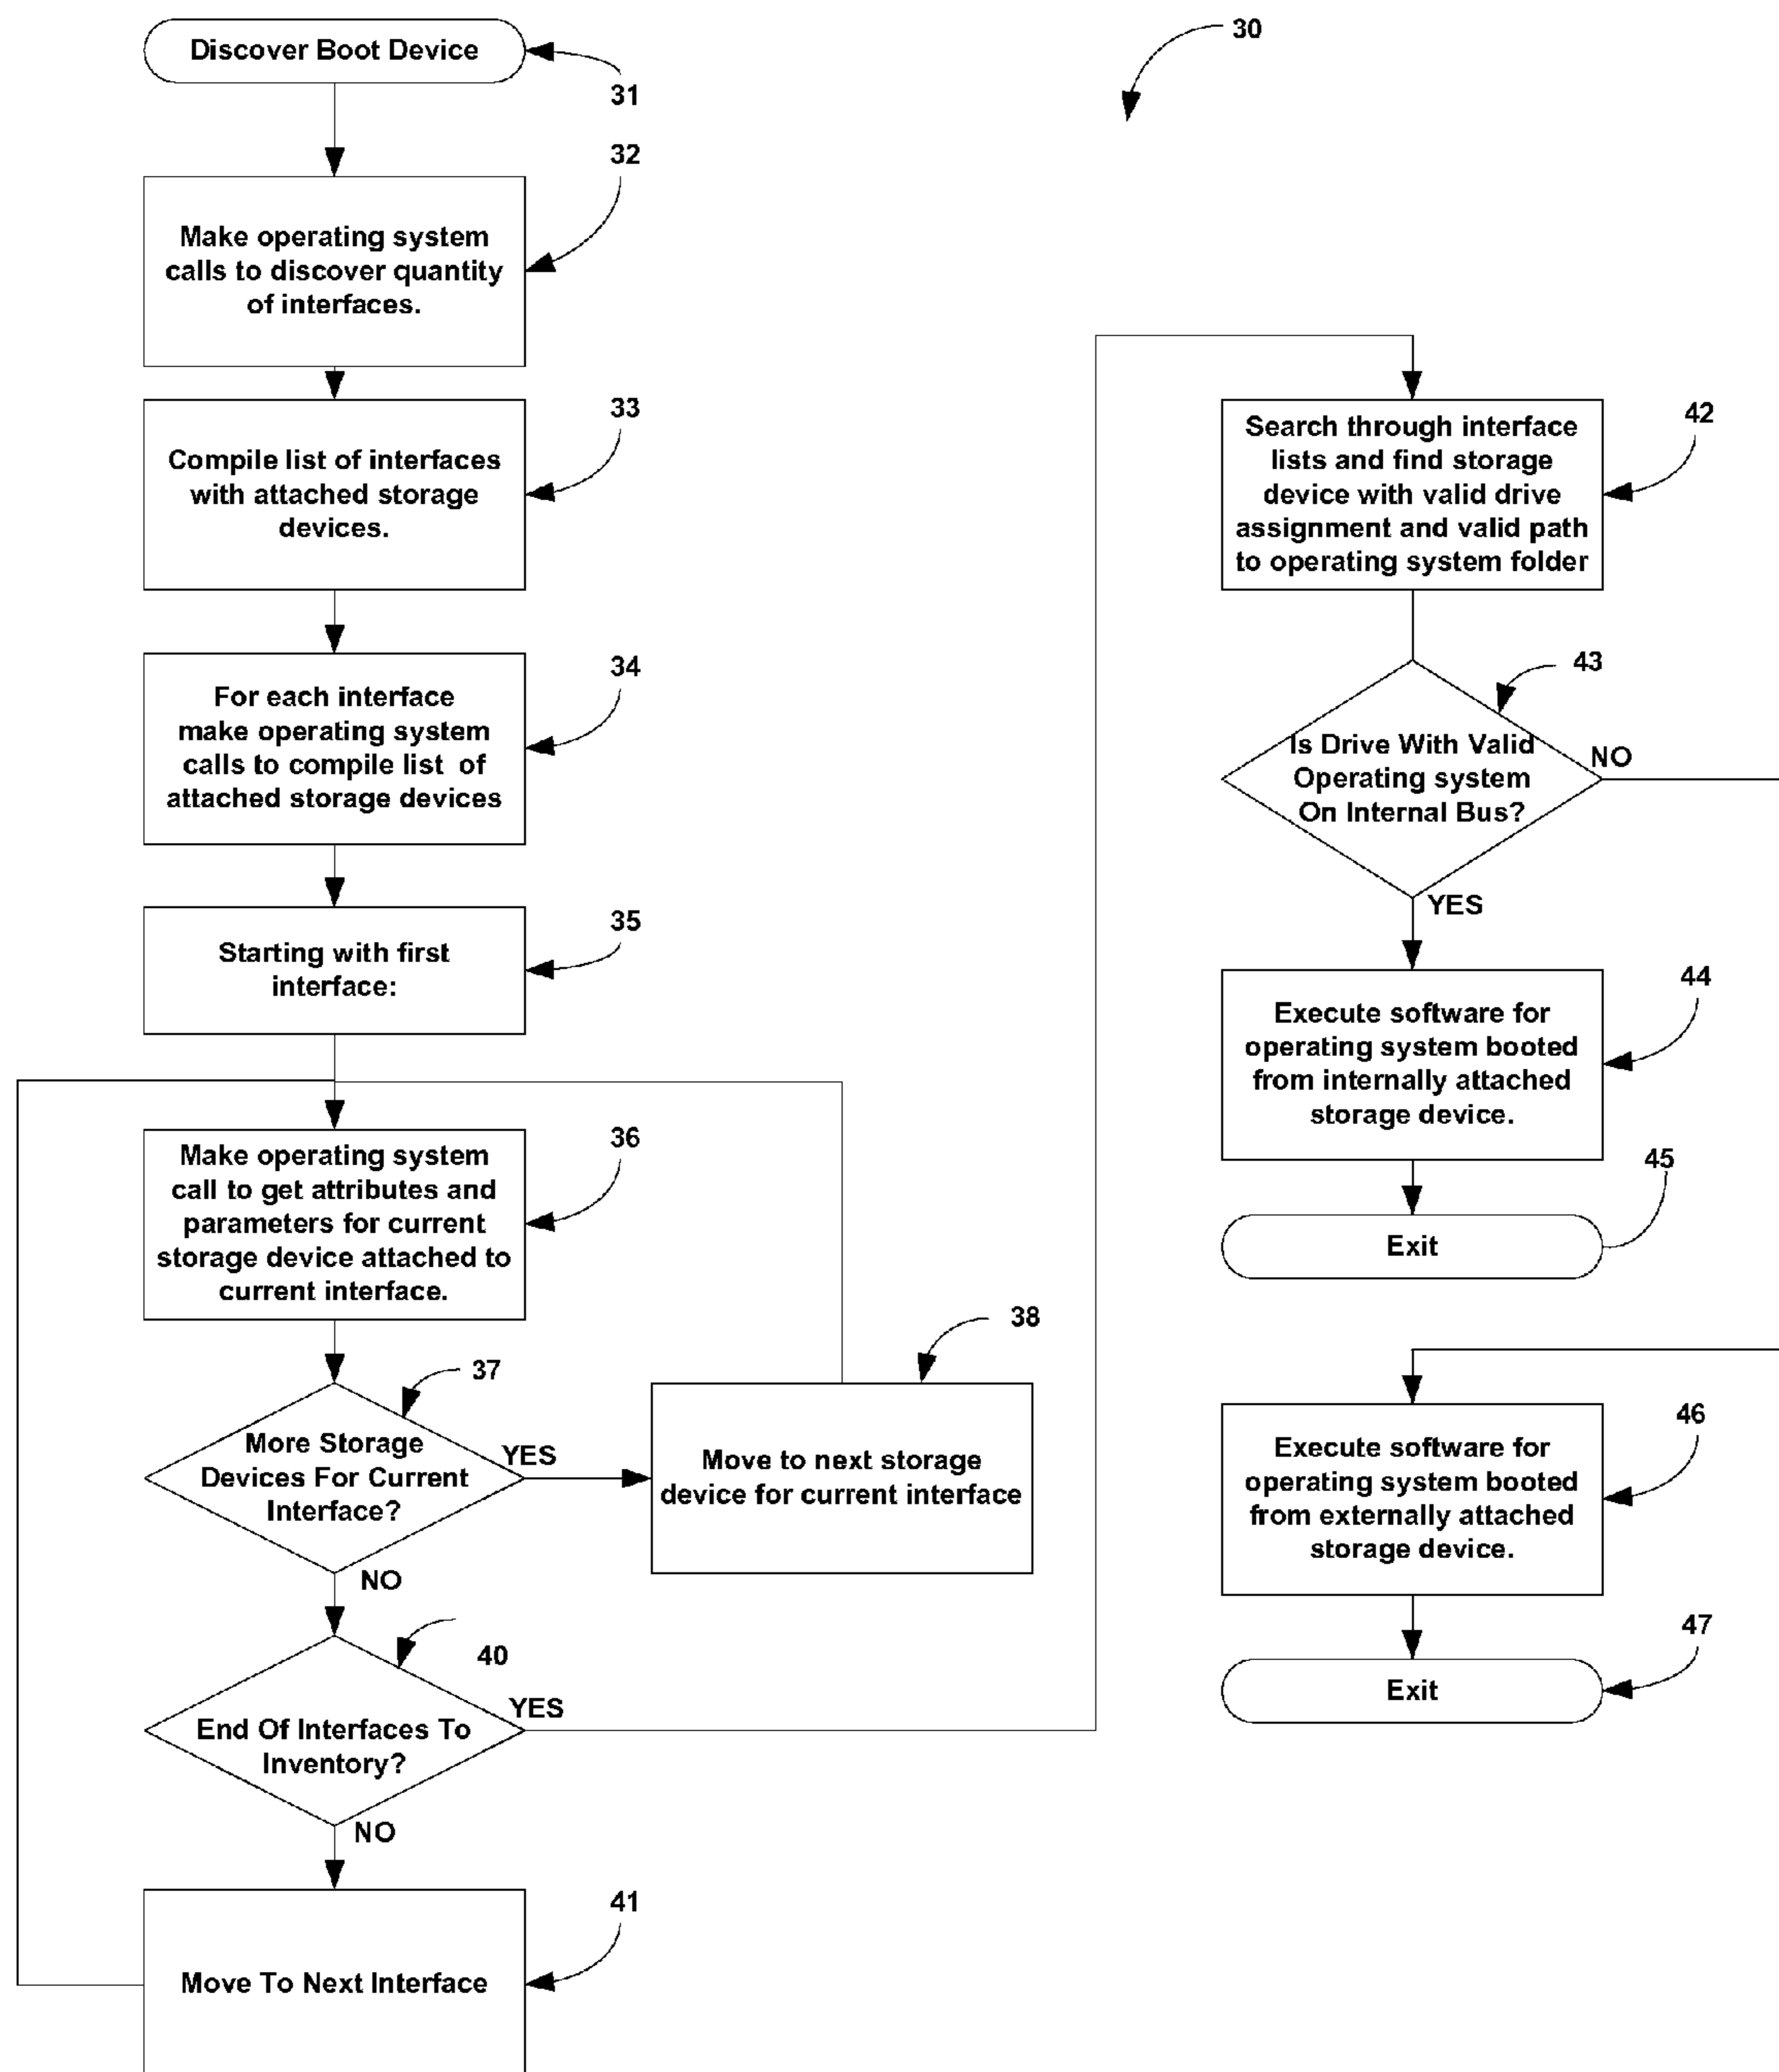 Discover Boot Device
31
30
32
Make operating system
calls to discover quantity
of interfaces.
33
Compile list of interfaces
with attached storage
devices.
34
For each interface
make operating system
calls to compile list of
attached storage devices
35
Starting with first
interface:
36
Make operating system
call to get attributes and
parameters for current
storage device attached to
current interface.
37
More Storage
Devices For Current
Interface?
YES
NO
38
Move to next storage
device for current interface
40
End Of Interfaces To
Inventory?
YES
NO
41
Move To Next Interface
42
Search through interface
lists and find storage
device with valid drive
assignment and valid path
to operating system folder
43
Is Drive With Valid
Operating system
On Internal Bus?
NO
YES
44
Execute software for
operating system booted
from internally attached
storage device.
45
Exit
46
Execute software for
operating system booted
from externally attached
storage device.
47
Exit